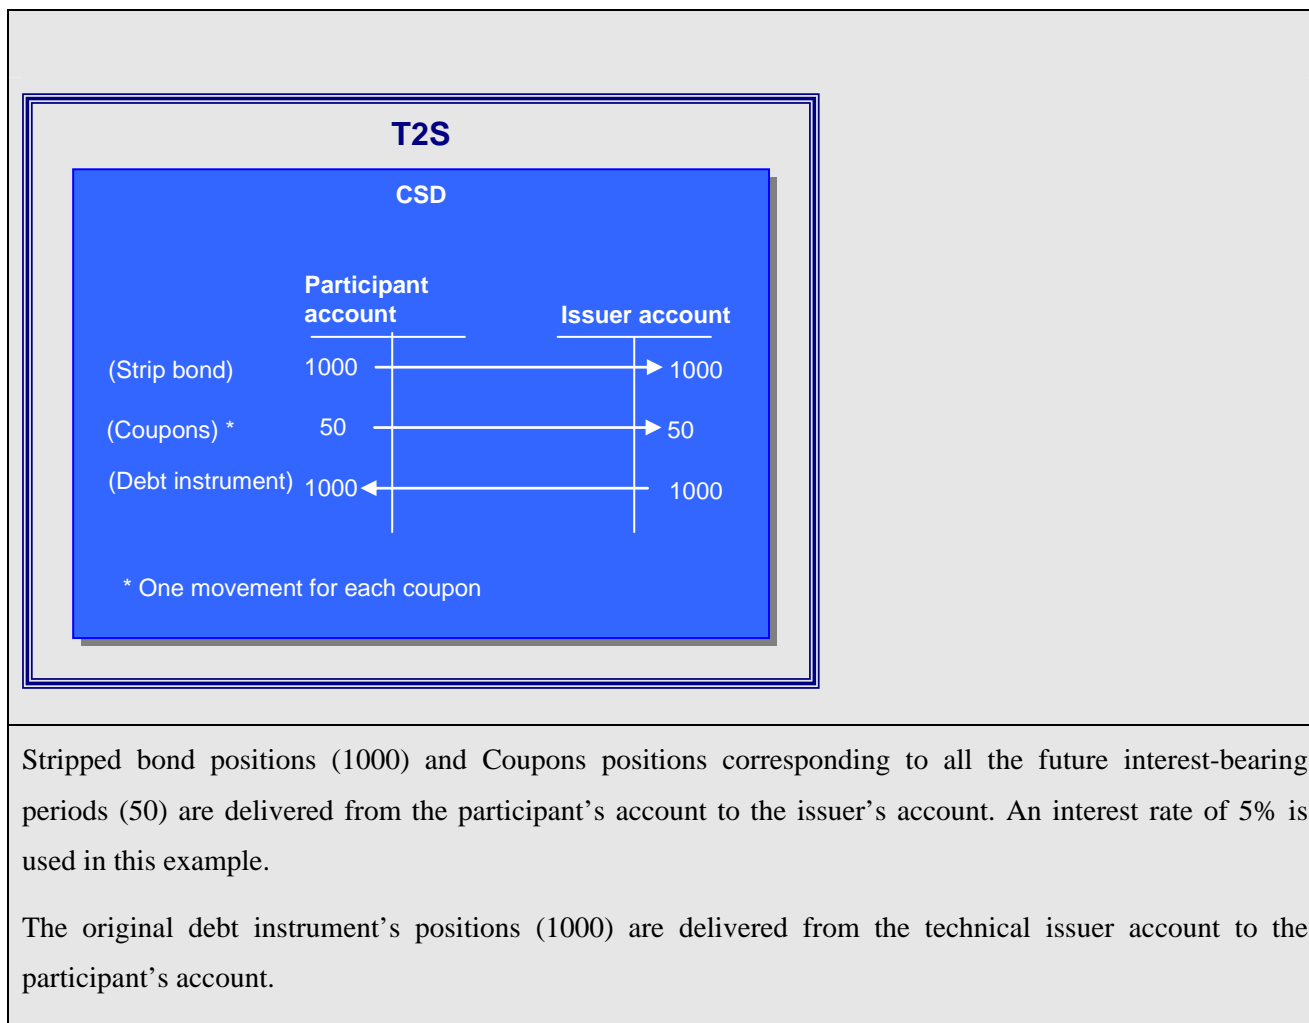 T2S
CSD
Participant
account
Issuer account
(Strip bond) 1000 1000
(Coupons) * 50 50
(Debt instrument) 1000 1000
* One movement for each coupon
Stripped bond positions (1000) and Coupons positions corresponding to all the future interest-bearing
periods (50) are delivered from the participant’s account to the issuer’s account. An interest rate of 5% is
used in this example.
The original debt instrument’s positions (1000) are delivered from the technical issuer account to the
participant’s account.